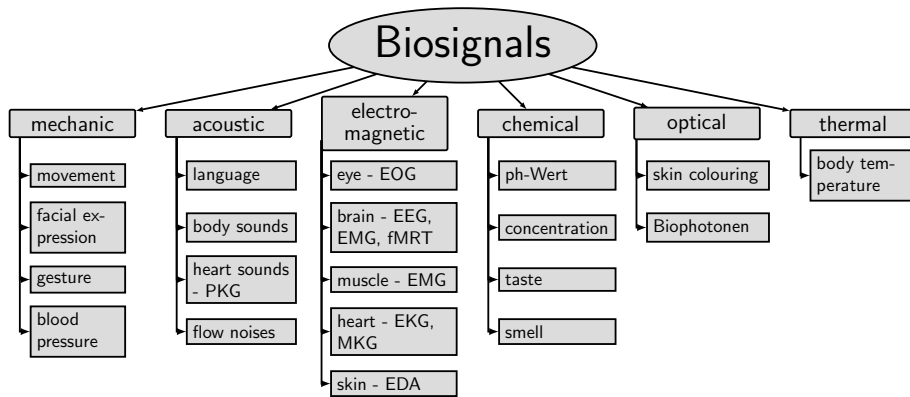 Biosignals
mechanic
movement
facial ex-
pression
gesture
blood
pressure
acoustic
language
body sounds
heart sounds
- PKG
flow noises
electro-
magnetic
eye - EOG
brain - EEG,
EMG, fMRT
muscle - EMG
heart - EKG,
MKG
skin - EDA
chemical
ph-Wert
concentration
taste
smell
optical
skin colouring
Biophotonen
thermal
body tem-
perature